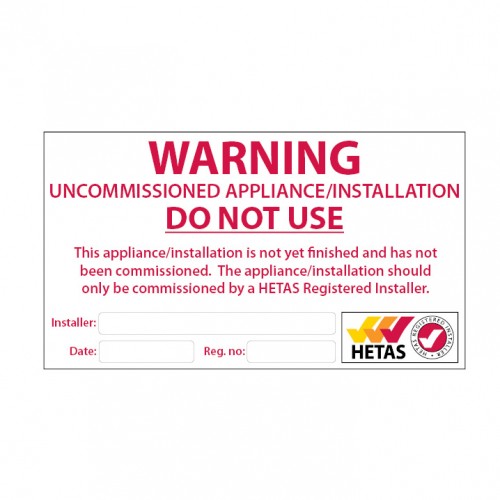 WARNING
UNCOMMISSIONED APPLIANCE/INSTALLATION
DO NOT USE
This appliance/installation is not yet finished and has not
been commissioned. The appliance/installation should
only be commissioned by a HETAS Registered Installer.
Installer:
Date: Reg. no:
HETAS
HETAS REGISTERED INSTALLER